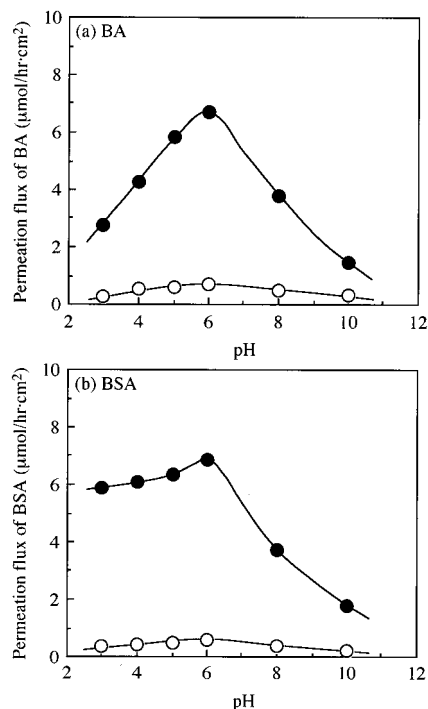 10
(a) BA
8
6
4
2
0
2 4 6 8 10 12
pH
Permeation flux of BA (μmol/hr·cm²)
10
(b) BSA
8
6
4
2
0
2 4 6 8 10 12
pH
Permeation flux of BSA (μmol/hr·cm²)